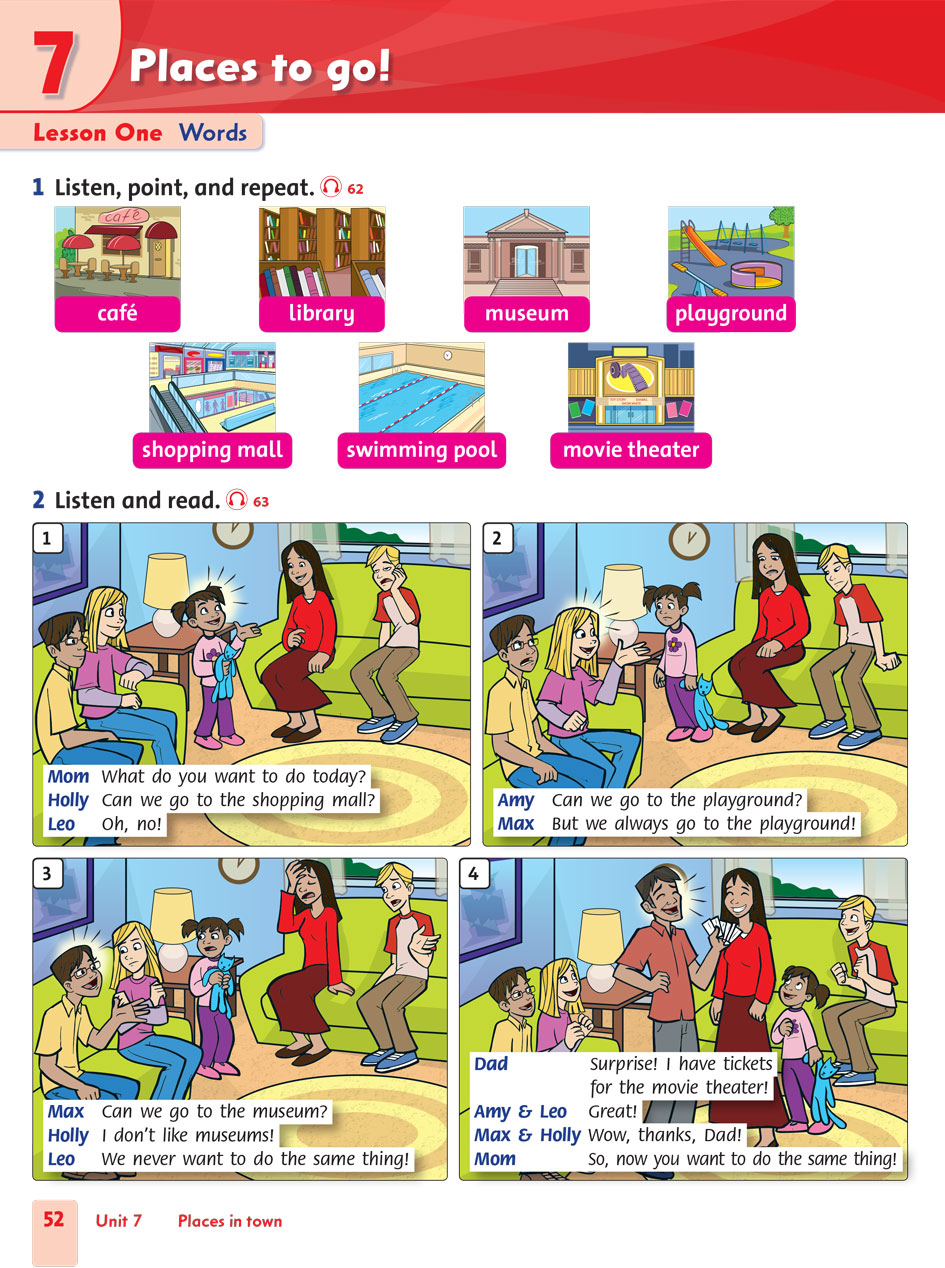 7
Places to go!
Lesson One Words
1 Listen, point, and repeat. 62
café
café
library
museum
playground
shopping mall
swimming pool
movie theater
2 Listen and read. 63
1
Mom What do you want to do today?
Holly Can we go to the shopping mall?
Leo Oh, no!
2
Amy Can we go to the playground?
Max But we always go to the playground!
3
Max Can we go to the museum?
Holly I don't like museums!
Leo We never want to do the same thing!
4
Dad Surprise! I have tickets
for the movie theater!
Amy & Leo Great!
Max & Holly Wow, thanks, Dad!
Mom So, now you want to do the same thing!
52 Unit 7 Places in town